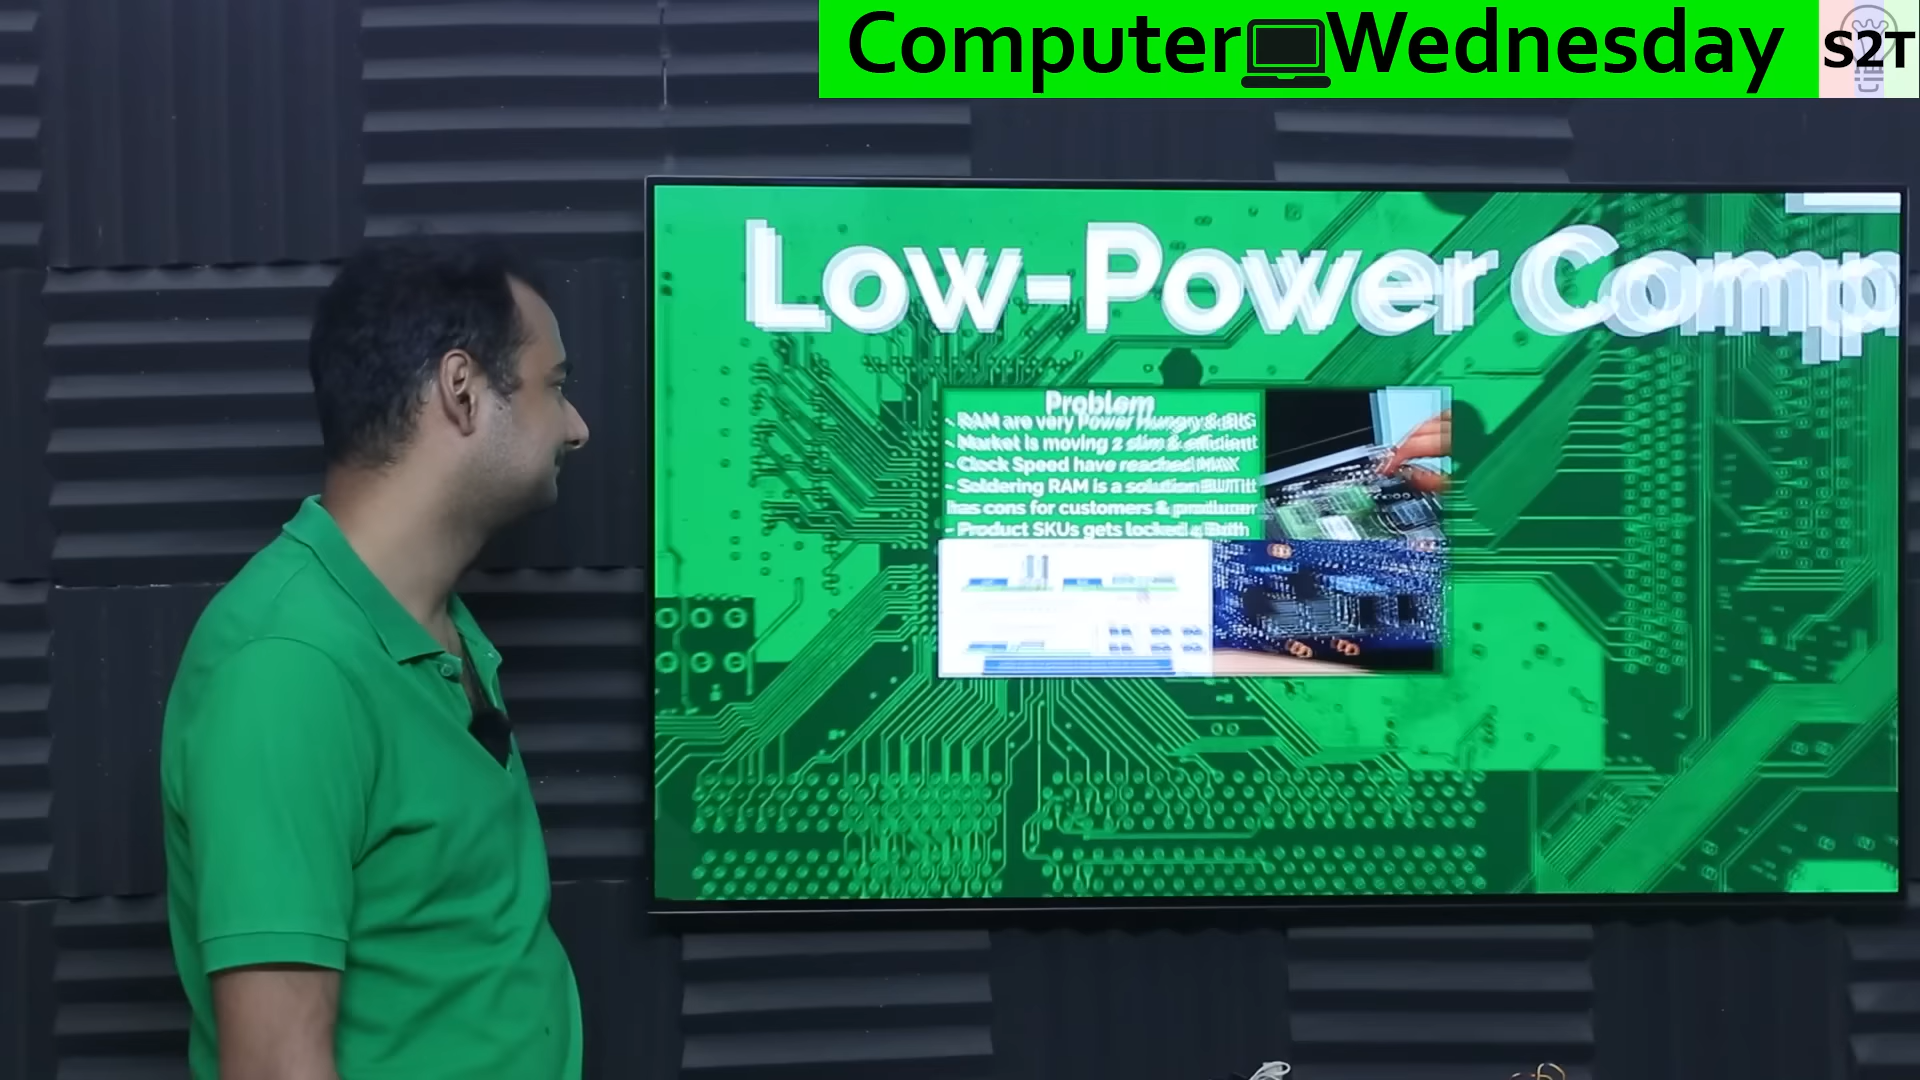 Computer Wednesday
S2T
Low-Power Comp
Problem
- RAM are very Power Hungry & BIG
- Market is moving 2 slim & efficient
- Clock Speed have reached MAX
- Soldering RAM is a solution BUT it
has cons for customers & producer
- Product SKUs gets locked